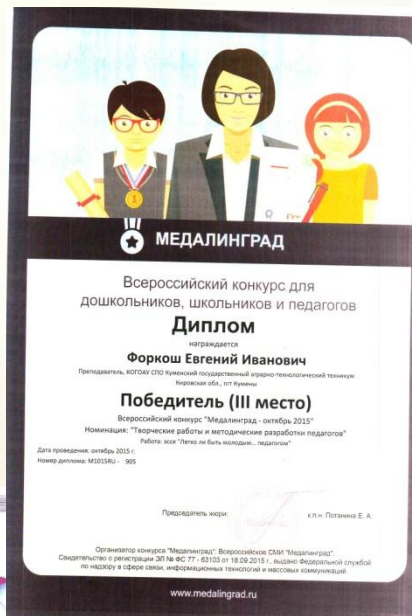 1
МЕДАЛИНГРАД
Всероссийский конкурс для
дошкольников, школьников и педагогов
Диплом
награждается
Форкош Евгений Иванович
Преподаватель, КОГОАУ СПО Куменский государственный аграрно-технологический техникум
Кировская обл., пгт Кумены
Победитель (III место)
Всероссийский конкурс "Медалинград - октябрь 2015"
Номинация: "Творческие работы и методические разработки педагогов"
Работа: эссе "Легко ли быть молодым... педагогом"
Дата проведения: октябрь 2015 г.
Номер диплома: M1015RU - 905
Председатель жюри:
к.п.н. Потанина Е. А.
Организатор конкурса "Медалинград": Всероссийское СМИ "Медалинград".
Свидетельство о регистрации ЭЛ № ФС 77 - 63103 от 18.09.2015 г., выдано Федеральной службой
по надзору в сфере связи, информационных технологий и массовых коммуникаций.
www.medalingrad.ru